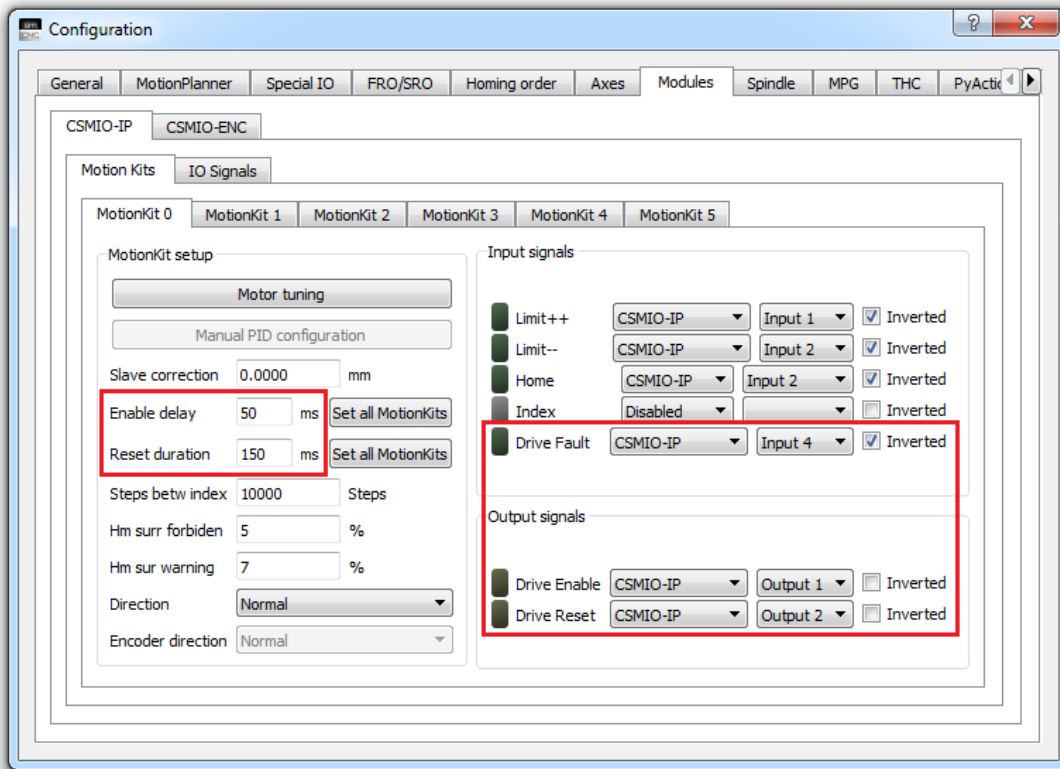 sim
ENC
Configuration
General MotionPlanner Special IO FRO/SRO Homing order Axes Modules Spindle MPG THC
CSMIO-IP CSMIO-ENC
Motion Kits IO Signals
MotionKit 0 MotionKit 1 MotionKit 2 MotionKit 3 MotionKit 4 MotionKit 5
MotionKit setup
Motor tuning
Manual PID configuration
Slave correction 0.0000 mm
Enable delay 50 ms Set all MotionKits
Reset duration 150 ms Set all MotionKits
Steps betw index 10000 Steps
Hm surr forbiden 5 %
Hm sur warning 7 %
Direction Normal
Encoder direction Normal
Input signals
Limit++ CSMIO-IP Input 1 Inverted
Limit-- CSMIO-IP Input 2 Inverted
Home CSMIO-IP Input 2 Inverted
Index Disabled Inverted
Drive Fault CSMIO-IP Input 4 Inverted
Output signals
Drive Enable CSMIO-IP Output 1 Inverted
Drive Reset CSMIO-IP Output 2 Inverted